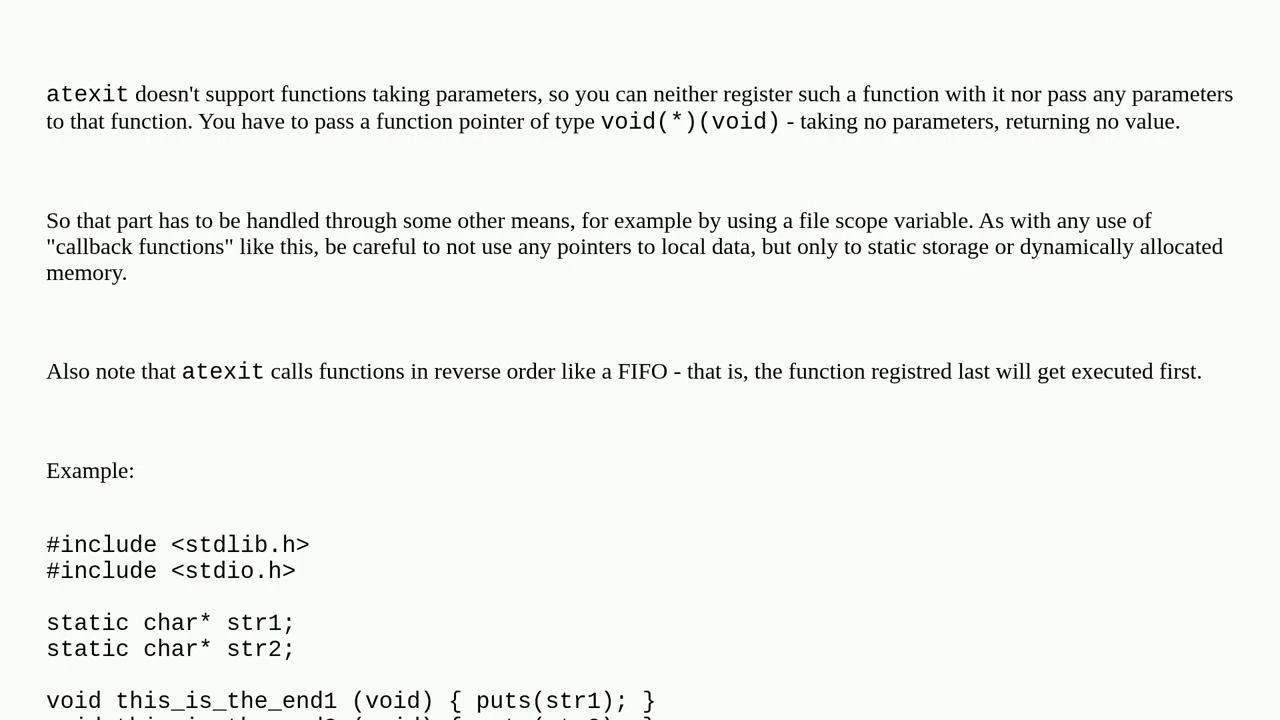 atexit doesn't support functions taking parameters, so you can neither register such a function with it nor pass any parameters
to that function. You have to pass a function pointer of type void(*)(void) - taking no parameters, returning no value.
So that part has to be handled through some other means, for example by using a file scope variable. As with any use of
"callback functions" like this, be careful to not use any pointers to local data, but only to static storage or dynamically allocated
memory.
Also note that atexit calls functions in reverse order like a FIFO - that is, the function registred last will get executed first.
Example:
#include <stdlib.h>
#include <stdio.h>
static char* str1;
static char* str2;
void this_is_the_end1 (void) { puts(str1); }